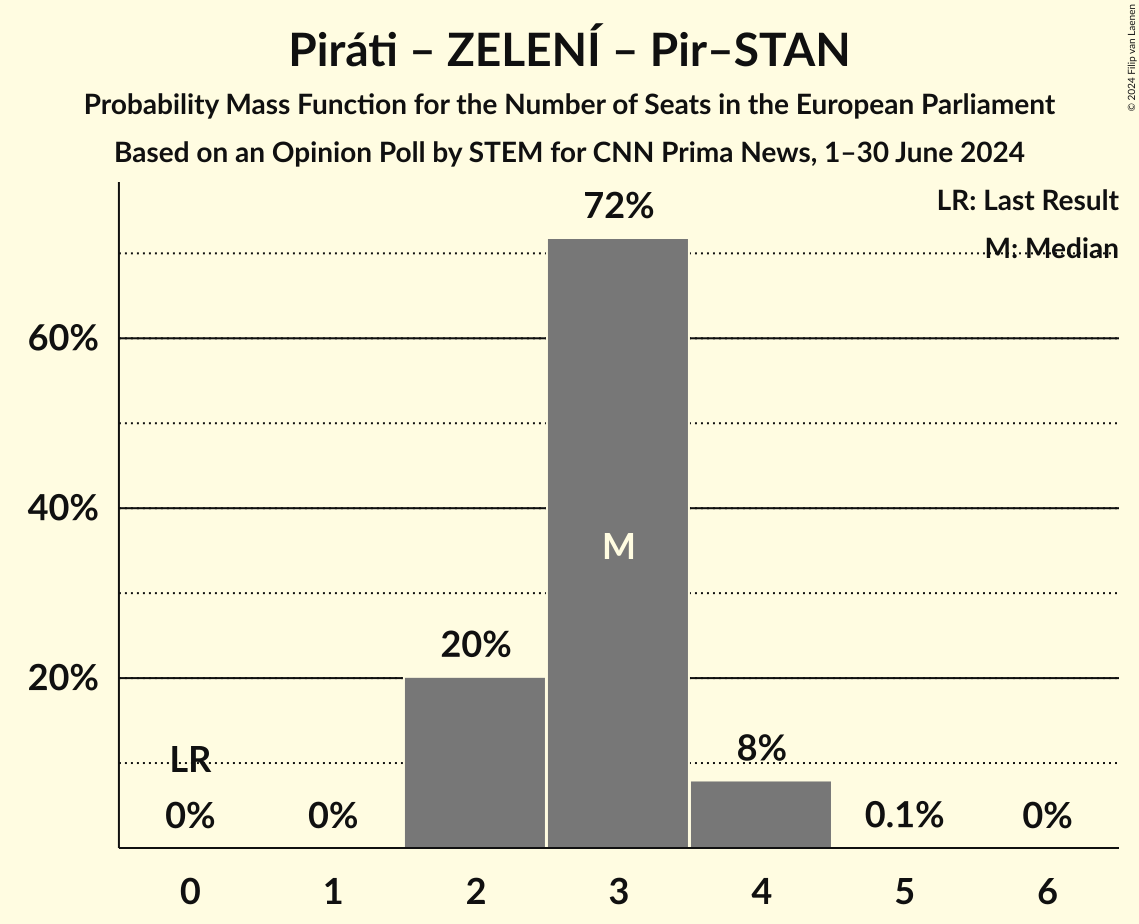 Piráti – ZELENÍ – Pir–STAN
Probability Mass Function for the Number of Seats in the European Parliament
Based on an Opinion Poll by STEM for CNN Prima News, 1–30 June 2024
© 2024 Filip van Laenen
LR: Last Result
M: Median
72%
60%
40%
M
20%
20%
LR
8%
0%
0%
0.1%
0%
0
1
2
3
4
5
6